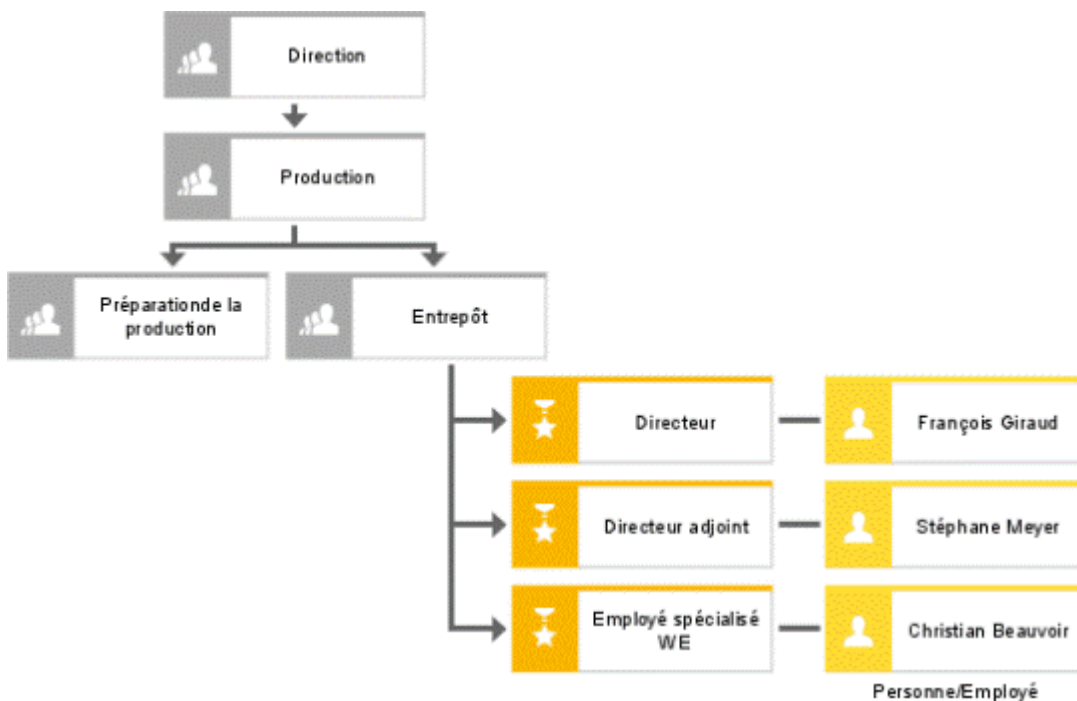 Direction
Production
Préparationde la
production
Entrepôt
Directeur
François Giraud
Directeur adjoint
Stéphane Meyer
Employé spécialisé
WE
Christian Beauvoir
Personne/Employé